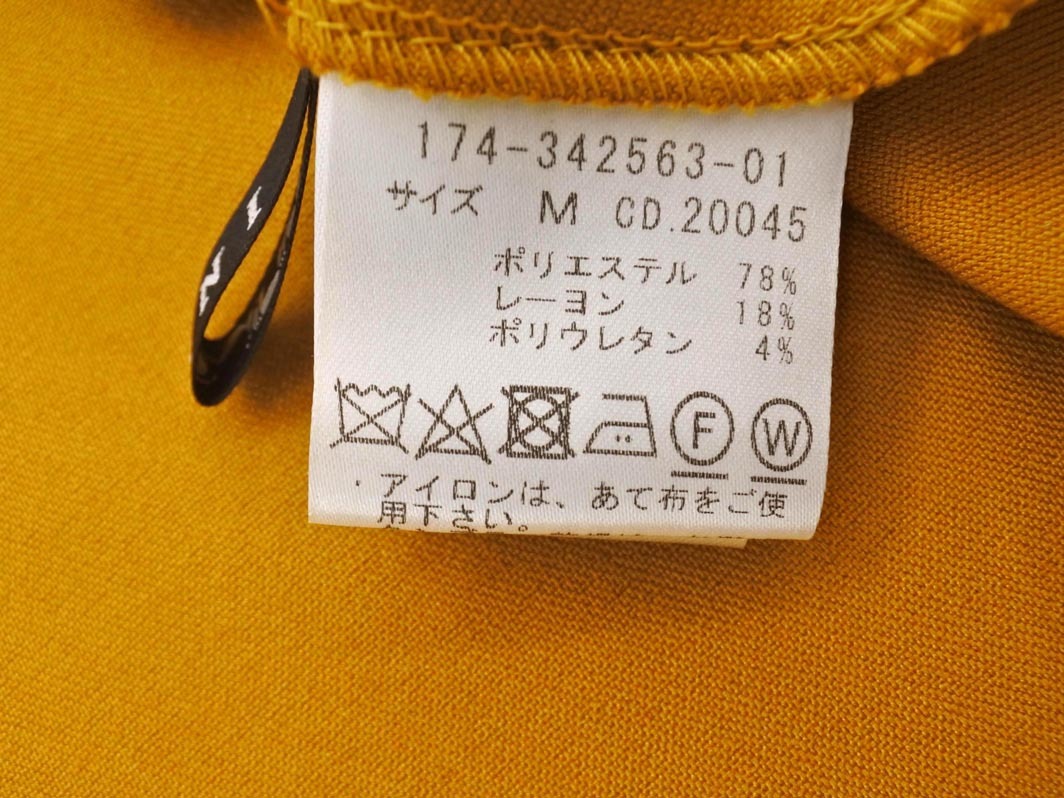 174-342563-01
サイズ M CD.20045
ポリエステル 78%
レーヨン 18%
ポリウレタン 4%
F W
・アイロンは、あて布をご使
用下さい。